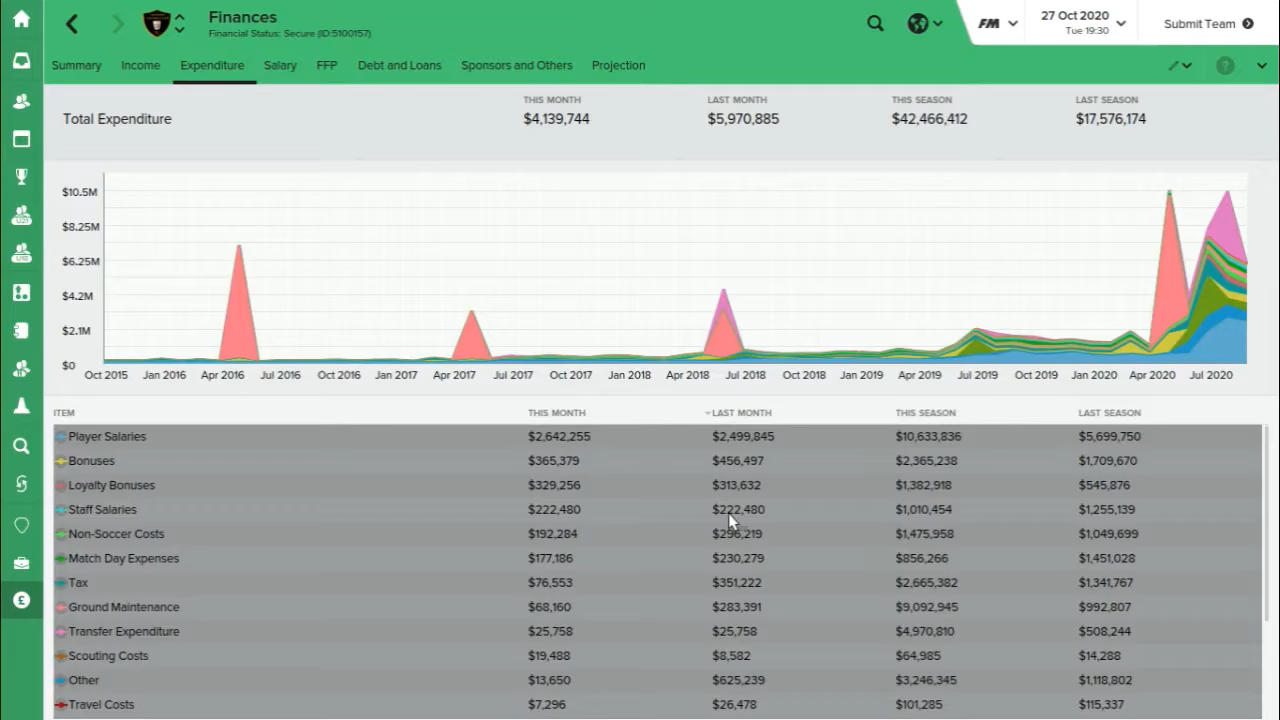 Finances
Financial Status: Secure (ID:5100157)
FM
27 Oct 2020
Tue 19:30
Submit Team
Summary Income Expenditure Salary FFP Debt and Loans Sponsors and Others Projection
THIS MONTH LAST MONTH THIS SEASON LAST SEASON
Total Expenditure $4,139,744 $5,970,885 $42,466,412 $17,576,174
$10.5M
$8.25M
$6.25M
$4.2M
$2.1M
$0
Oct 2015 Jan 2016 Apr 2016 Jul 2016 Oct 2016 Jan 2017 Apr 2017 Jul 2017 Oct 2017 Jan 2018 Apr 2018 Jul 2018 Oct 2018 Jan 2019 Apr 2019 Jul 2019 Oct 2019 Jan 2020 Apr 2020 Jul 2020
ITEM THIS MONTH LAST MONTH THIS SEASON LAST SEASON
Player Salaries $2,642,255 $2,499,845 $10,633,836 $5,699,750
Bonuses $365,379 $456,497 $2,365,238 $1,709,670
Loyalty Bonuses $329,256 $313,632 $1,382,918 $545,876
Staff Salaries $222,480 $222,480 $1,010,454 $1,255,139
Non-Soccer Costs $192,284 $296,219 $1,475,958 $1,049,699
Match Day Expenses $177,186 $230,279 $856,266 $1,451,028
Tax $76,553 $351,222 $2,665,382 $1,341,767
Ground Maintenance $68,160 $283,391 $9,092,945 $992,807
Transfer Expenditure $25,758 $25,758 $4,970,810 $508,244
Scouting Costs $19,488 $8,582 $64,985 $14,288
Other $13,650 $625,239 $3,246,345 $1,118,802
Travel Costs $7,296 $26,478 $101,285 $115,337